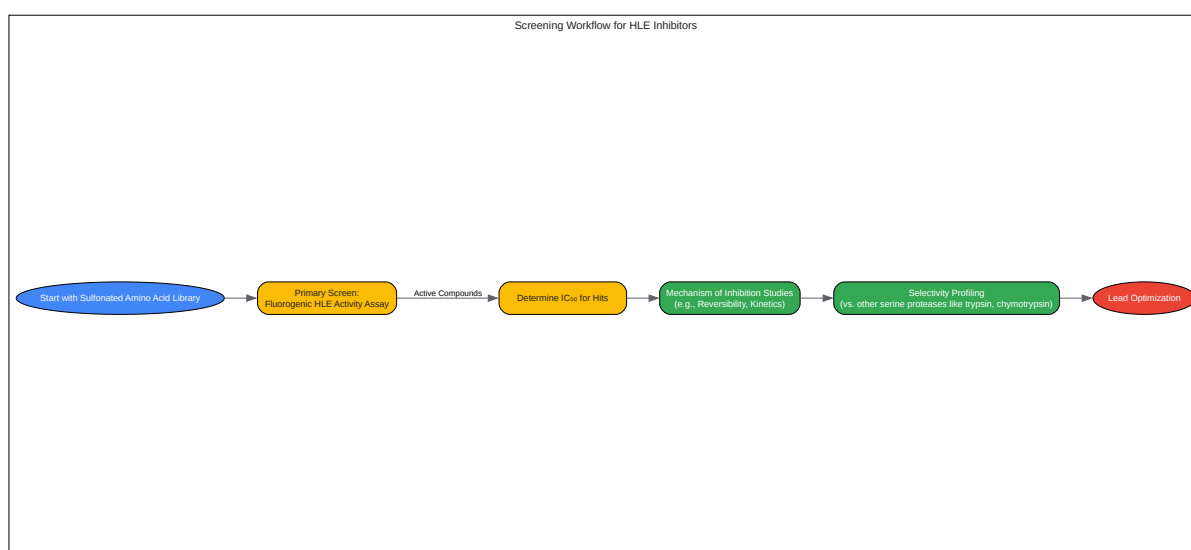 Screening Workflow for HLE Inhibitors
Start with Sulfonated Amino Acid Library
Primary Screen:
Fluorogenic HLE Activity Assay
Active Compounds
Determine IC₅₀ for Hits
Mechanism of Inhibition Studies
(e.g., Reversibility, Kinetics)
Selectivity Profiling
(vs. other serine proteases like trypsin, chymotrypsin)
Lead Optimization